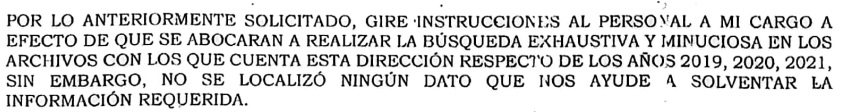 POR LO ANTERIORMENTE SOLICITADO, GIRE INSTRUCCIONES AL PERSONAL A MI CARGO A
EFECTO DE QUE SE ABOCARAN A REALIZAR LA BÚSQUEDA EXHAUSTIVA Y MINUCIOSA EN LOS
ARCHIVOS CON LOS QUE CUENTA ESTA DIRECCIÓN RESPECTO DE LOS AÑOS 2019, 2020, 2021,
SIN EMBARGO, NO SE LOCALIZÓ NINGÚN DATO QUE NOS AYUDE A SOLVENTAR LA
INFORMACIÓN REQUERIDA.